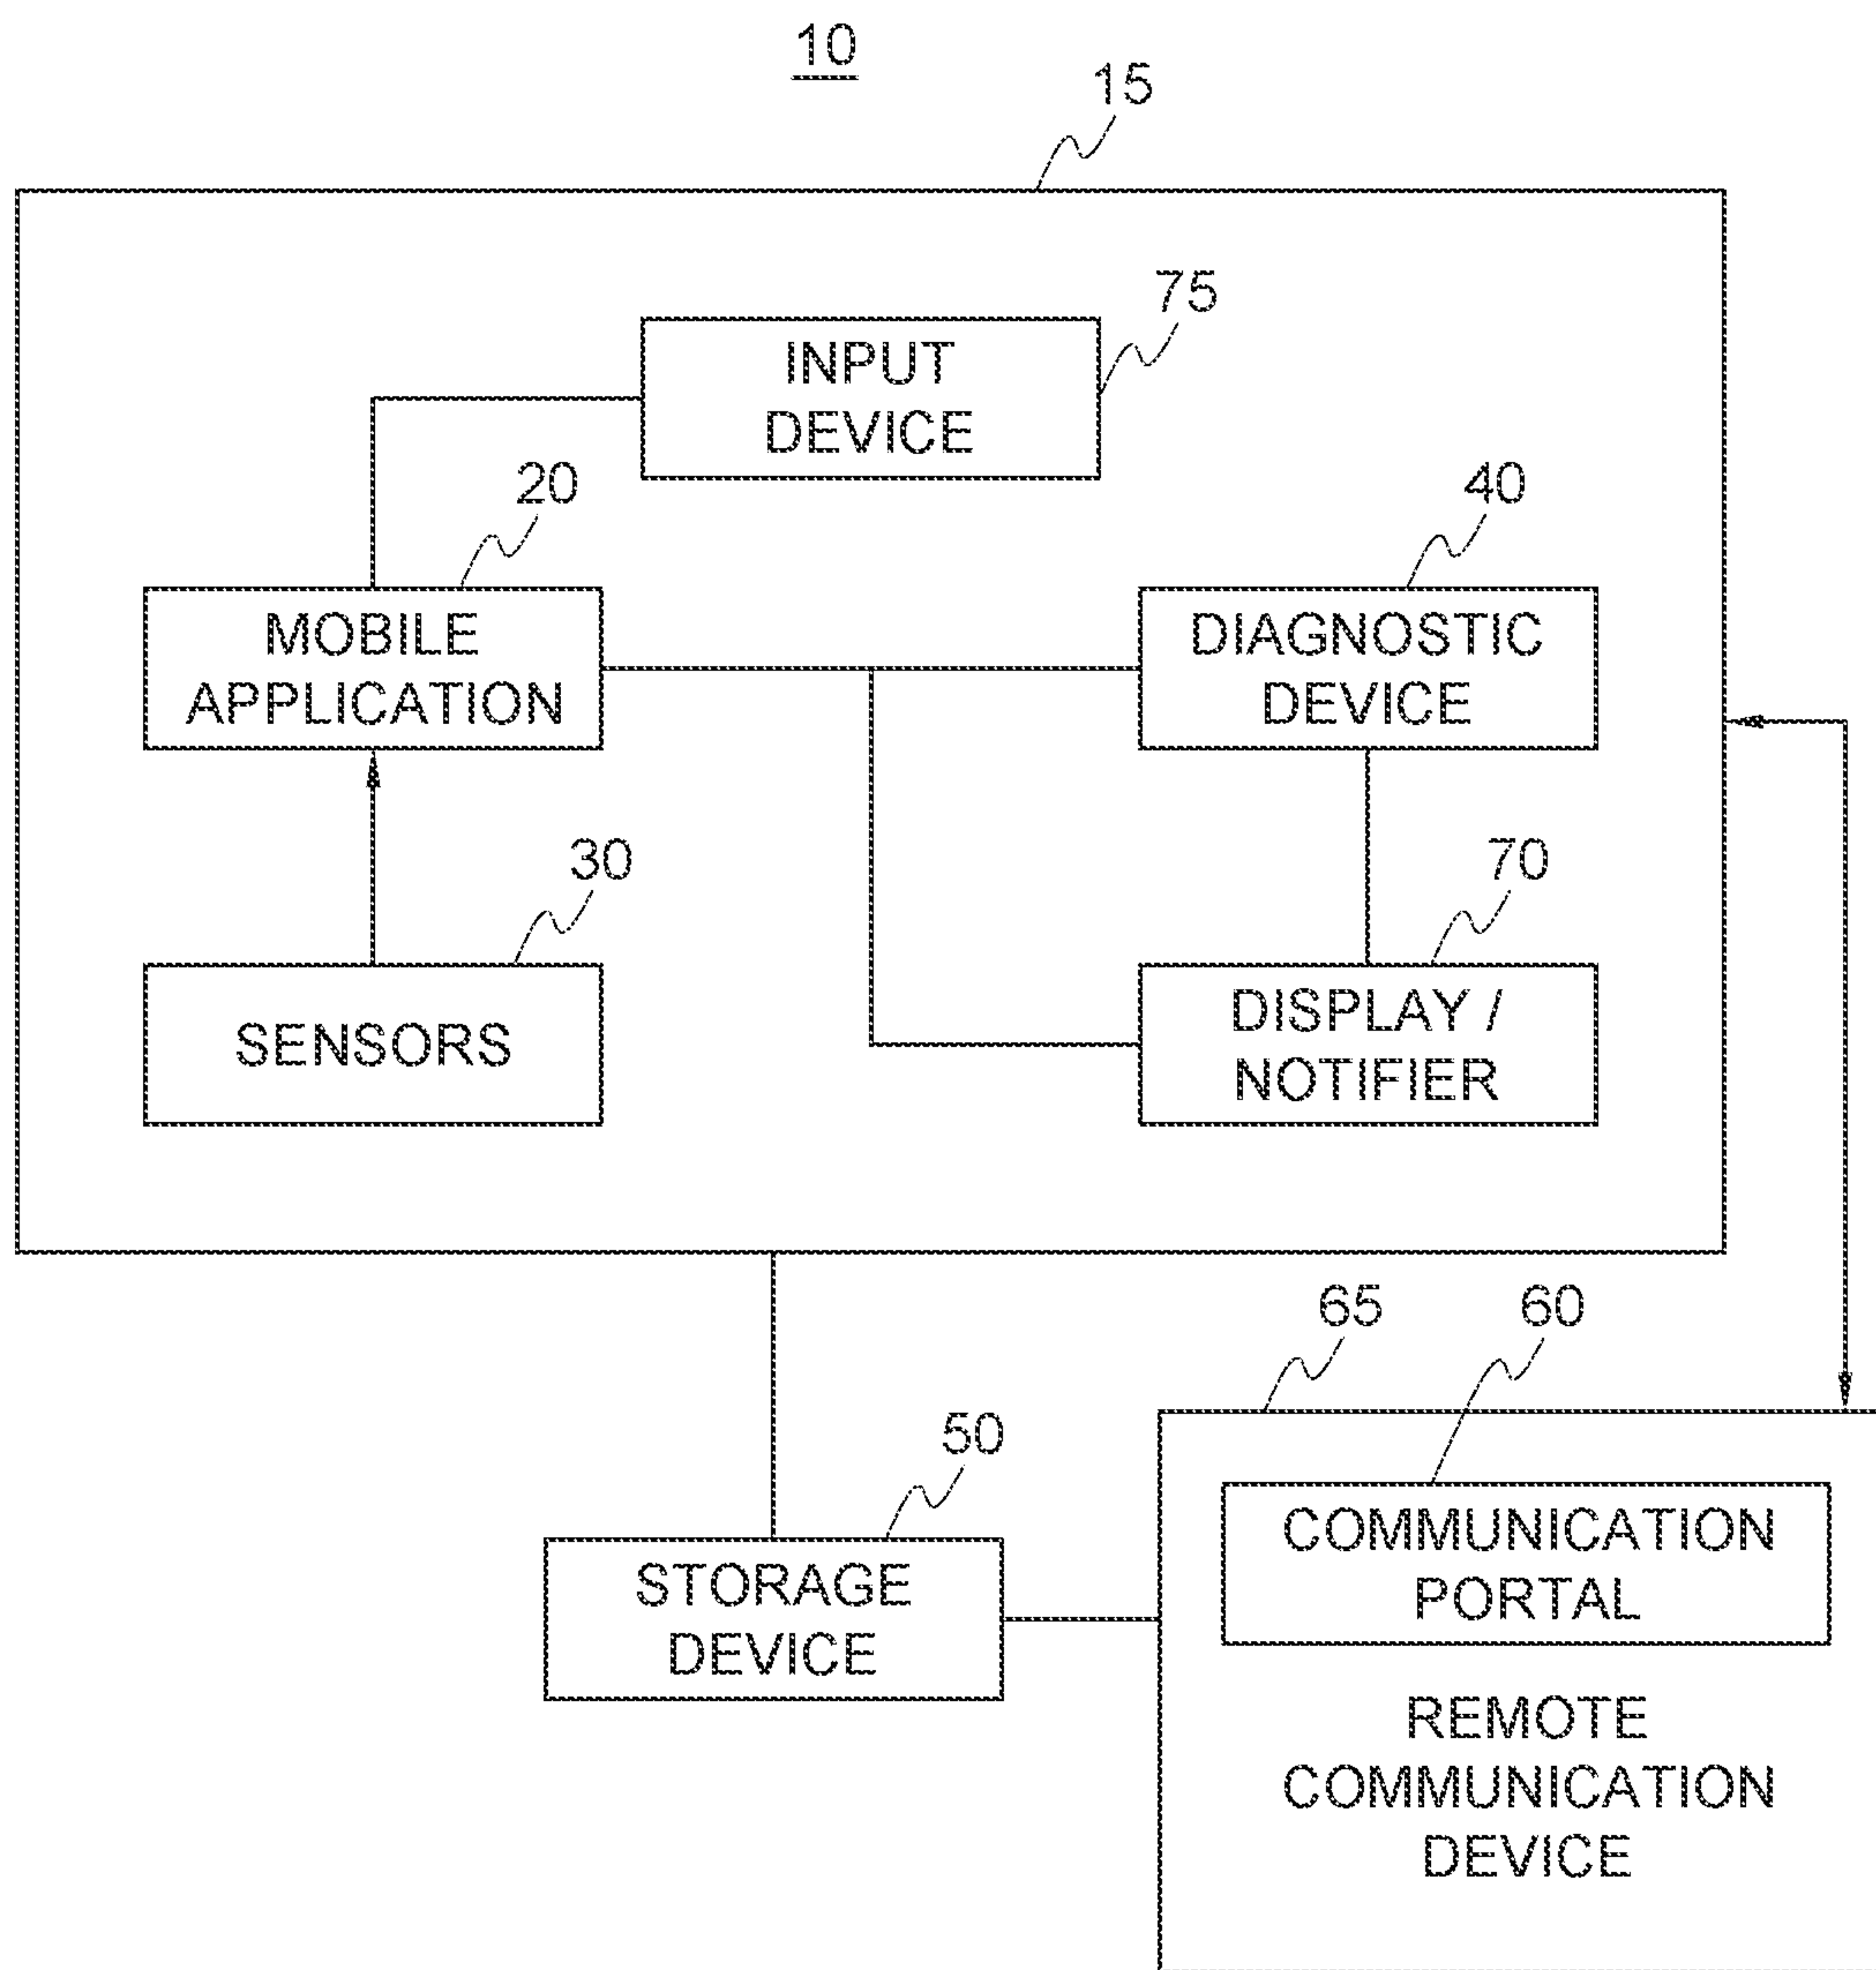 10
15
75
INPUT
DEVICE
20
40
MOBILE
APPLICATION
DIAGNOSTIC
DEVICE
30
70
SENSORS
DISPLAY /
NOTIFIER
65
60
50
COMMUNICATION
PORTAL
STORAGE
DEVICE
REMOTE
COMMUNICATION
DEVICE